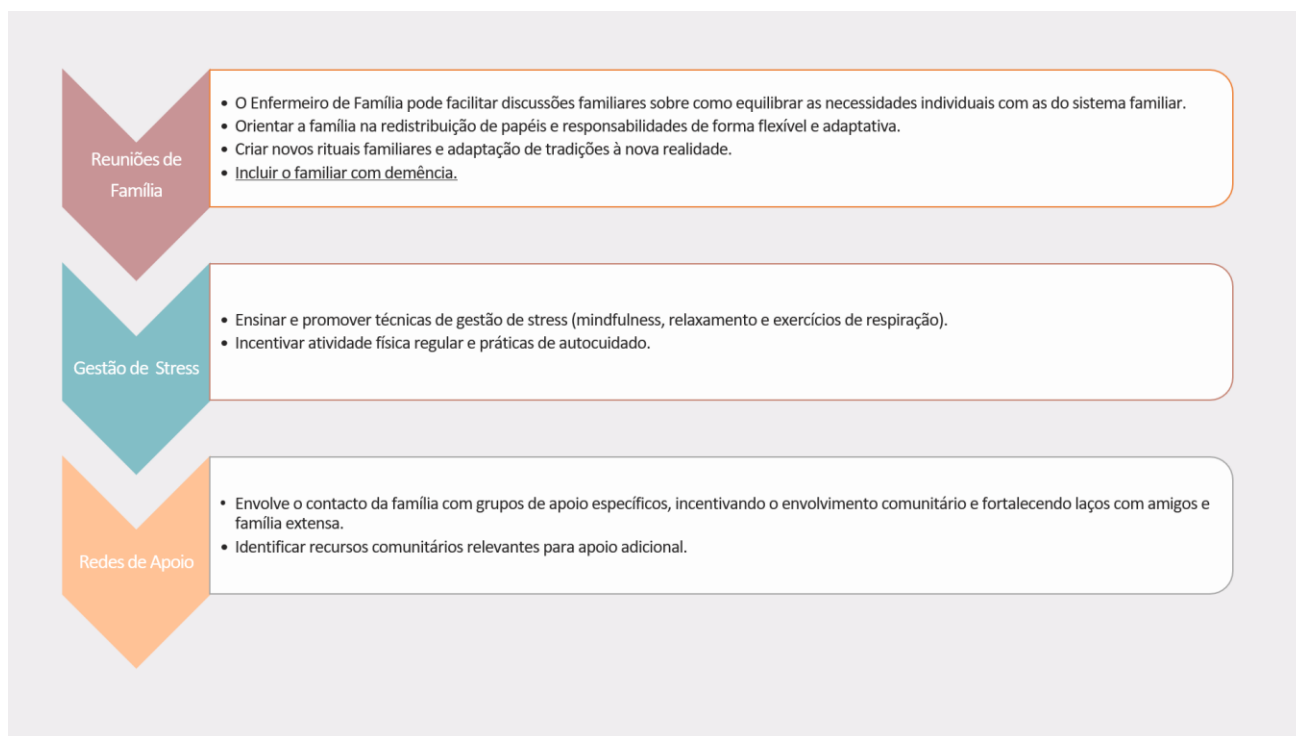 Reuniões de
Família
• O Enfermeiro de Família pode facilitar discussões familiares sobre como equilibrar as necessidades individuais com as do sistema familiar.
• Orientar a família na redistribuição de papéis e responsabilidades de forma flexível e adaptativa.
• Criar novos rituais familiares e adaptação de tradições à nova realidade.
• Incluir o familiar com demência.
Gestão de Stress
• Ensinar e promover técnicas de gestão de stress (mindfulness, relaxamento e exercícios de respiração).
• Incentivar atividade física regular e práticas de autocuidado.
Redes de Apoio
• Envolve o contacto da família com grupos de apoio específicos, incentivando o envolvimento comunitário e fortalecendo laços com amigos e
família extensa.
• Identificar recursos comunitários relevantes para apoio adicional.